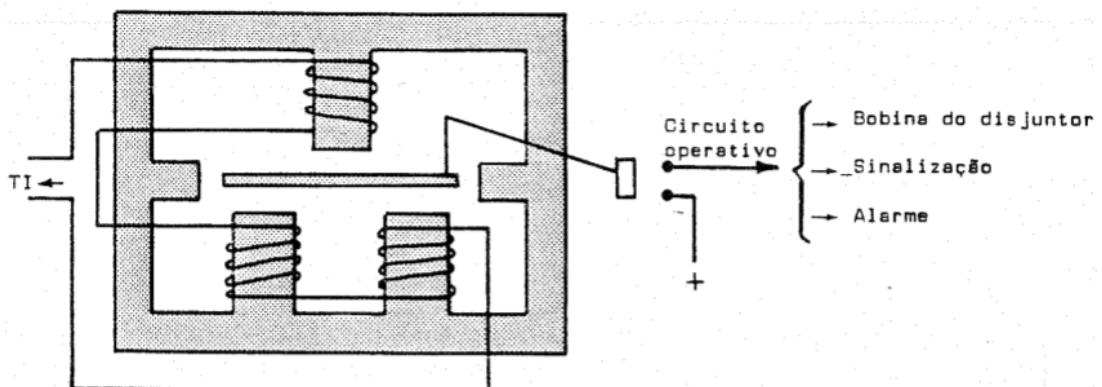 Circuito
operativo
Bobina do disjuntor
Sinalização
Alarme
TI
+